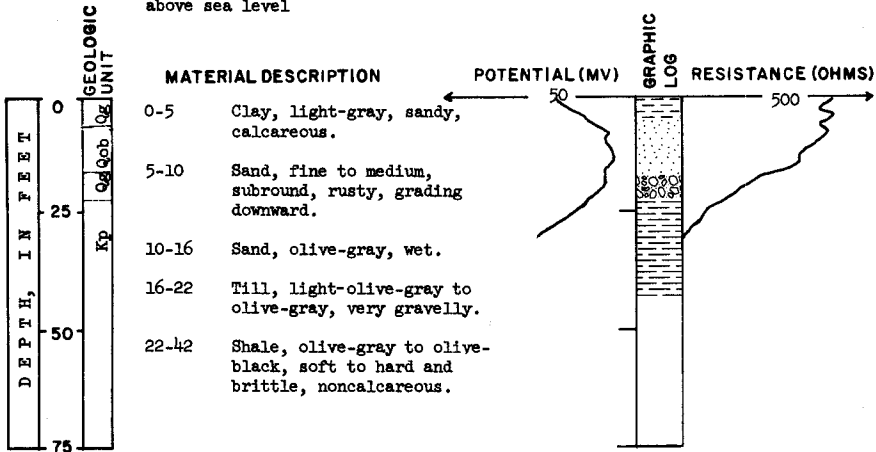 above sea level
GEOLOGIC UNIT
MATERIAL DESCRIPTION
POTENTIAL (MV)
GRAPHIC LOG
RESISTANCE (OHMS)
50
500
DEPTH, IN FEET
0
25
50
75
Qg
Qob
Qg
Kp
0-5 Clay, light-gray, sandy,
calcareous.
5-10 Sand, fine to medium,
subround, rusty, grading
downward.
10-16 Sand, olive-gray, wet.
16-22 Till, light-olive-gray to
olive-gray, very gravelly.
22-42 Shale, olive-gray to olive-
black, soft to hard and
brittle, noncalcareous.